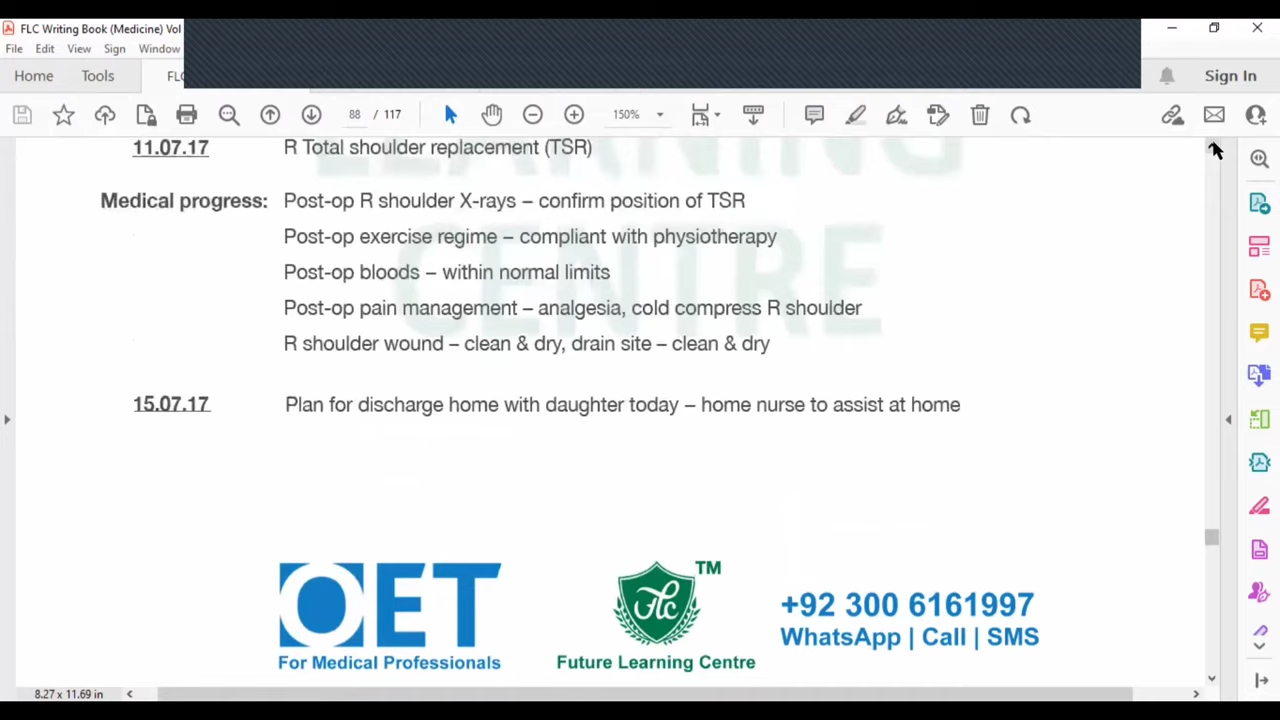 FLC Writing Book (Medicine) Vol
File Edit View Sign Window
Home Tools FLC Sign In
88 / 117 150%
LEARNING
11.07.17 R Total shoulder replacement (TSR)
Medical progress: Post-op R shoulder X-rays – confirm position of TSR
CENTRE
Post-op exercise regime – compliant with physiotherapy
Post-op bloods – within normal limits
Post-op pain management – analgesia, cold compress R shoulder
R shoulder wound – clean & dry, drain site – clean & dry
15.07.17 Plan for discharge home with daughter today – home nurse to assist at home
OET
For Medical Professionals
TM
FLC
Future Learning Centre
+92 300 6161997
WhatsApp | Call | SMS
8.27 x 11.69 in